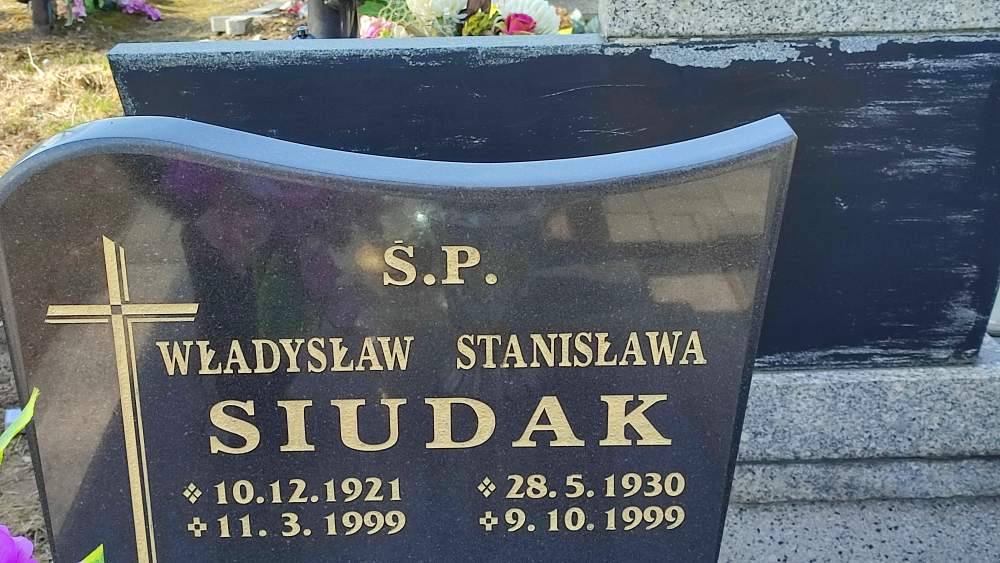 Ś.P.
WŁADYSŁAW STANISŁAWA
SIUDAK
10.12.1921 28.5.1930
11.3.1999 9.10.1999